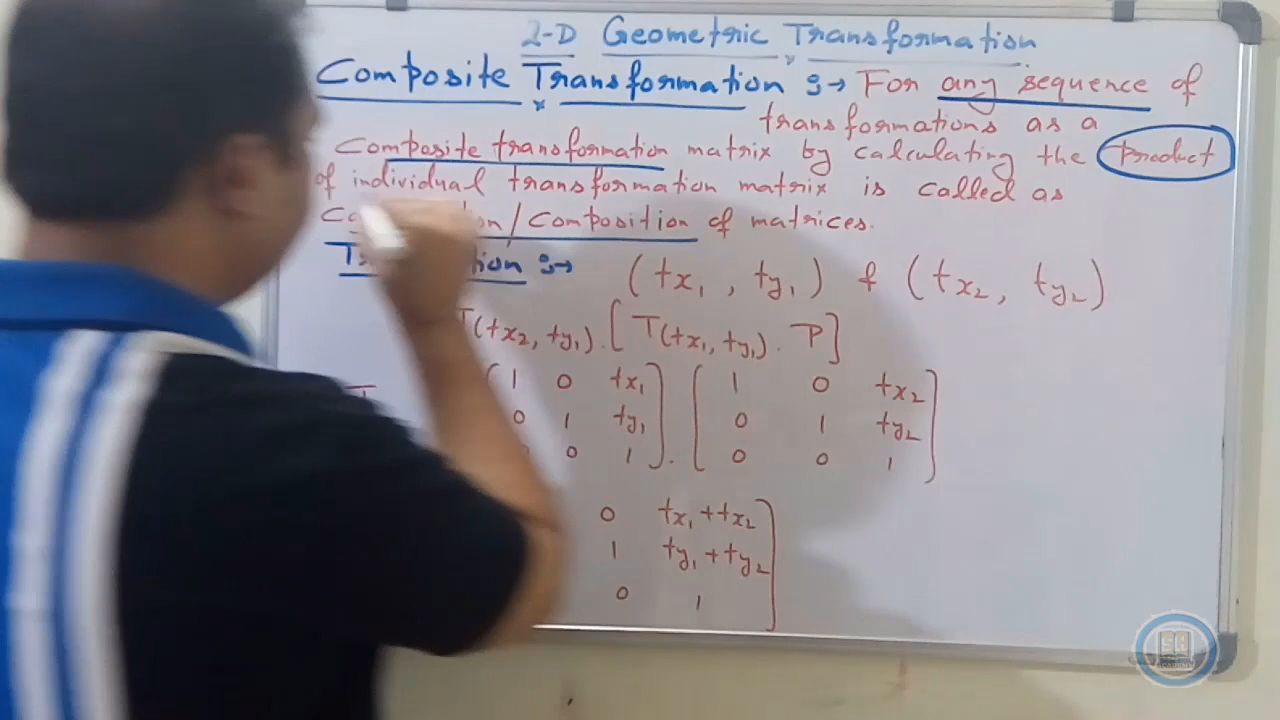 2-D Geometric Transformation
Composite Transformation :→ For any sequence of
transformations as a
Composite transformation matrix by calculating the product
of individual transformation matrix is called as
/ Composition of matrices.
:→ (tx₁, ty₁) & (tx₂, ty₂)
T(tx₂, ty₁).[T(tx₁, ty₁). P]
1 0 tx₁] . [1 0 tx₂]
0 1 ty₁] [0 1 ty₂]
0 1] [0 0 1]
0 tx₁+tx₂]
1 ty₁+ty₂]
0 1]